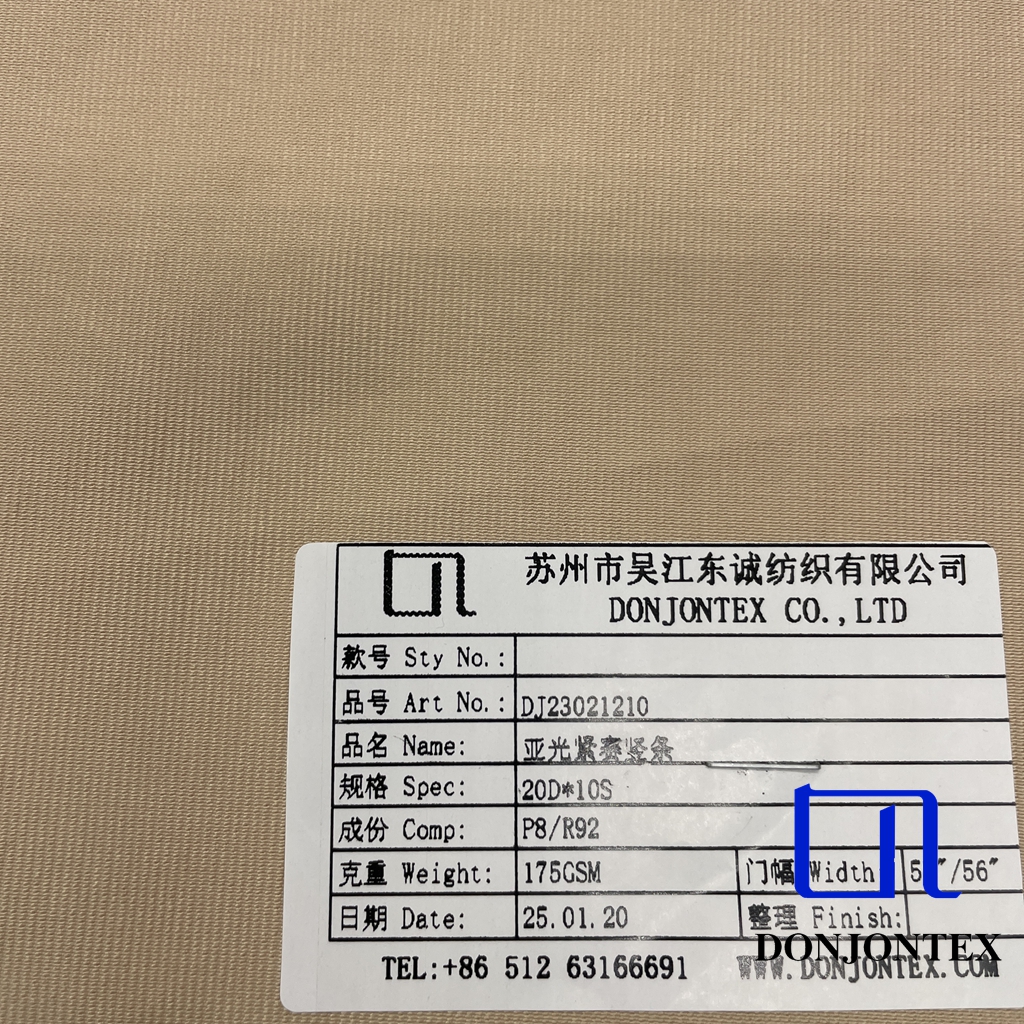 苏州市吴江东诚纺织有限公司
DONJONTEX CO.,LTD
款号 Sty No.:
品号 Art No.: DJ23021210
品名 Name: 亚光紧赛竖条
规格 Spec: 20D*10S
成份 Comp: P8/R92
克重 Weight: 175GSM 门幅 Width /56″
日期 Date: 25.01.20 整理 Finish:
DONJONTEX
TEL:+86 512 63166691 WWW.DONJONTEX.COM